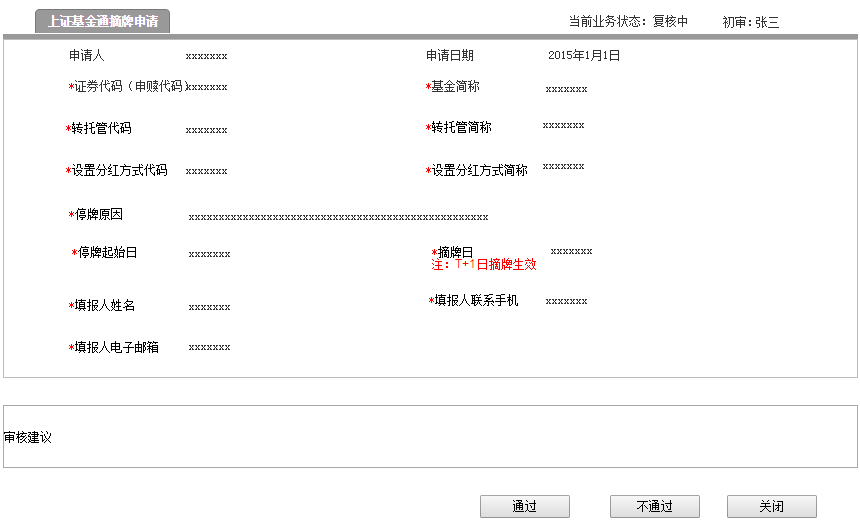 上证基金通摘牌申请 当前业务状态：复核中 初审：张三
申请人 xxxxxxx 申请日期 2015年1月1日
*证券代码（申赎代码） xxxxxxx *基金简称 xxxxxxx
*转托管代码 xxxxxxx *转托管简称 xxxxxxx
*设置分红方式代码 xxxxxxx *设置分红方式简称 xxxxxxx
*停牌原因 xxxxxxxxxxxxxxxxxxxxxxxxxxxxxxxxxxxxxxxxxxxxxxxxxx
*停牌起始日 xxxxxxx *摘牌日 xxxxxxx
注：T+1日摘牌生效
*填报人姓名 xxxxxxx *填报人联系手机 xxxxxxx
*填报人电子邮箱 xxxxxxx
审核建议
通过 不通过 关闭